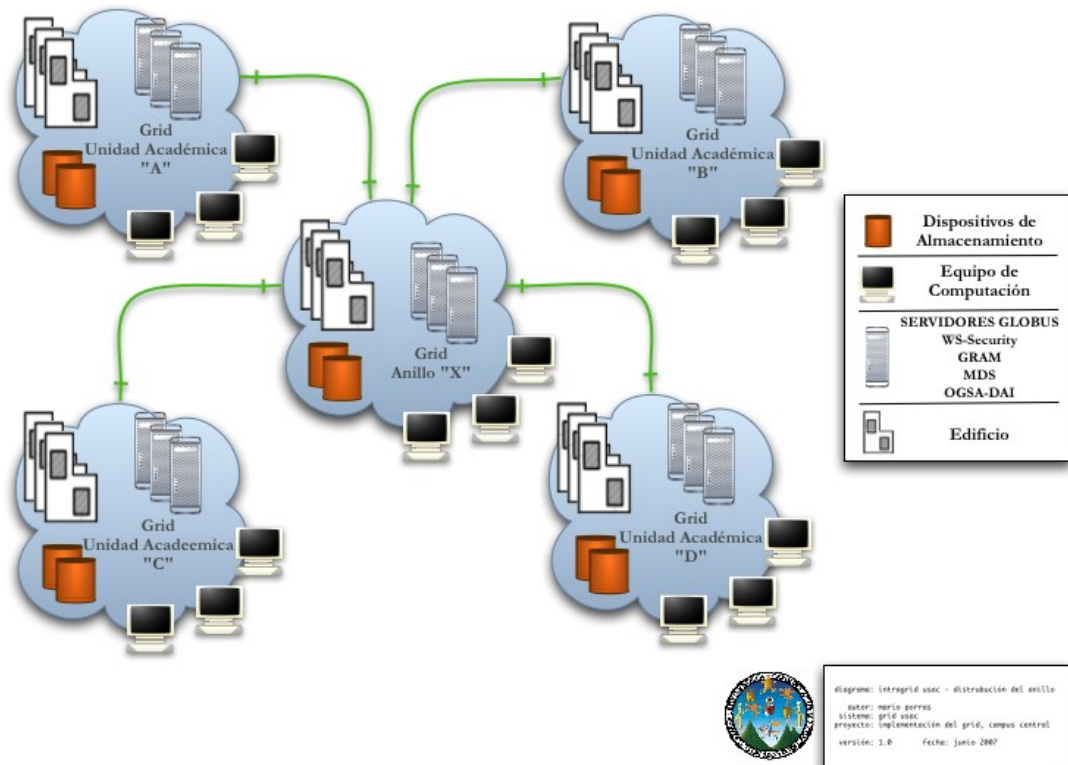 Grid
Unidad Académica
"A"
Grid
Unidad Académica
"B"
Grid
Anillo "X"
Grid
Unidad Acadeemica
"C"
Grid
Unidad Académica
"D"
Dispositivos de
Almacenamiento
Equipo de
Computación
SERVIDORES GLOBUS
WS-Security
GRAM
MDS
OGSA-DAI
Edificio
diagrama: intragrid usac - distrubución del anillo
autor: mario porras
sistema: grid usac
proyecto: implementación del grid, campus central
versión: 1.0 fecha: junio 2007